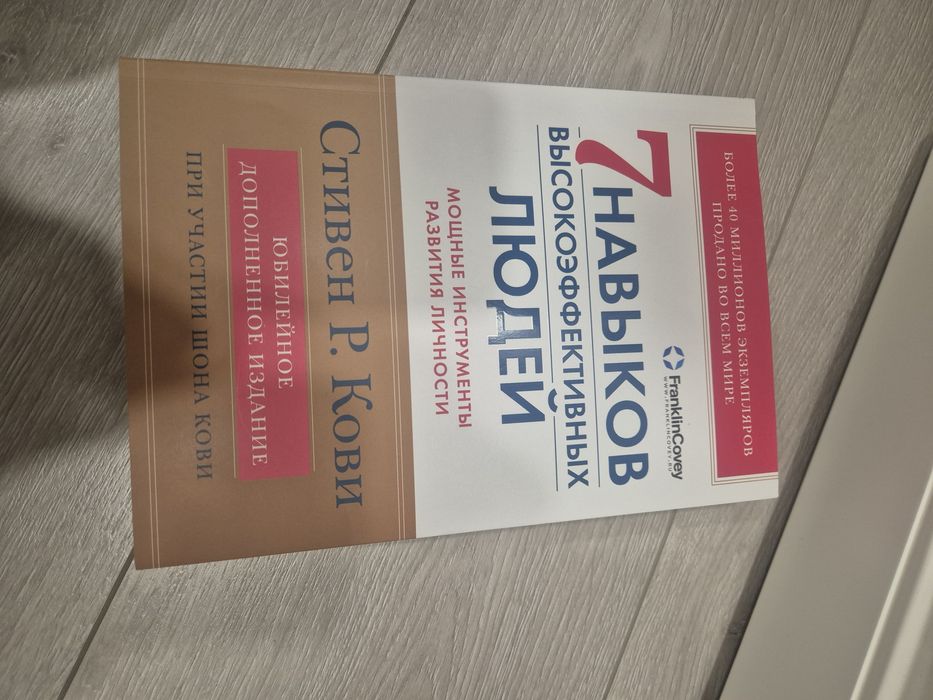 БОЛЕЕ 40 МИЛЛИОНОВ ЭКЗЕМПЛЯРОВ
ПРОДАНО ВО ВСЕМ МИРЕ
FranklinCovey
WWW.FRANKLINCOVEY.RU
7 НАВЫКОВ
ВЫСОКОЭФФЕКТИВНЫХ
ЛЮДЕЙ
МОЩНЫЕ ИНСТРУМЕНТЫ
РАЗВИТИЯ ЛИЧНОСТИ
СТИВЕН Р. КОВИ
ЮБИЛЕЙНОЕ
ДОПОЛНЕННОЕ ИЗДАНИЕ
ПРИ УЧАСТИИ ШОНА КОВИ